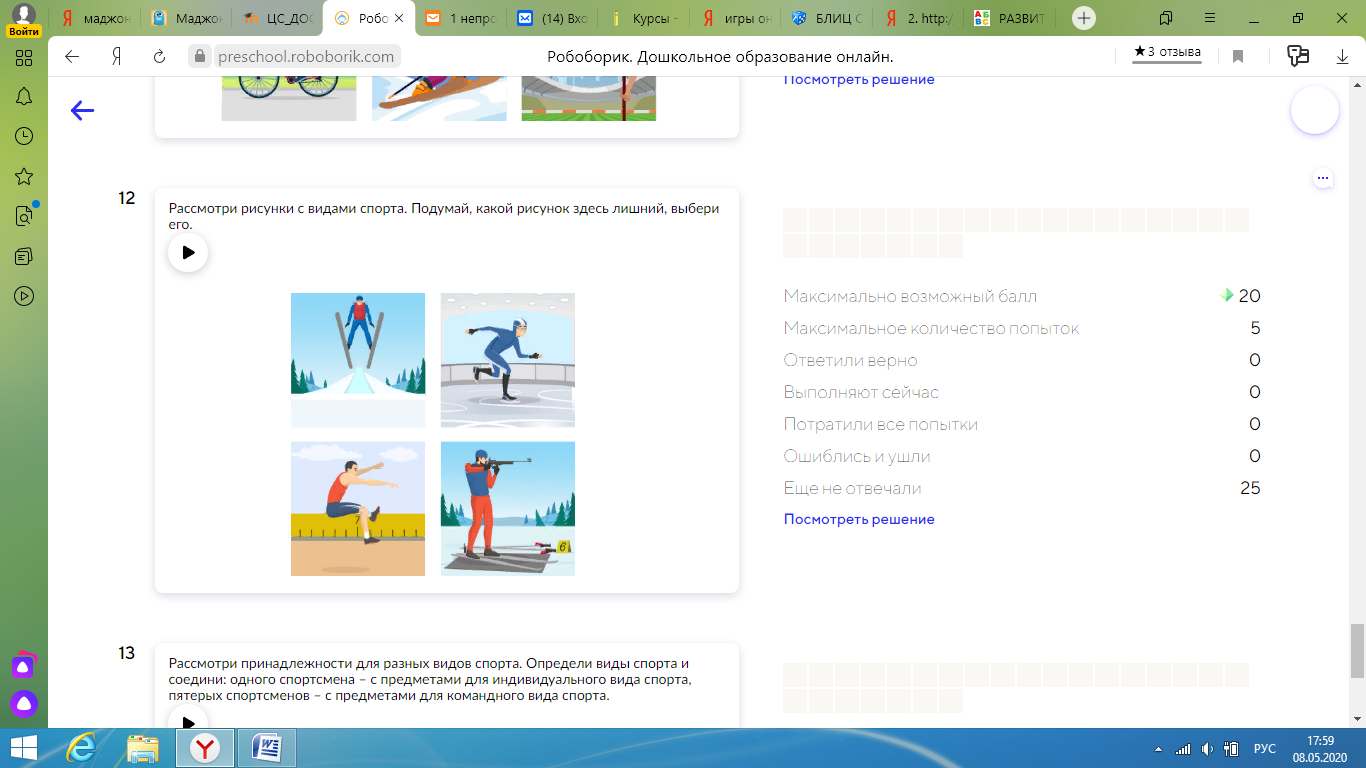 маджон
Маджо
ЦС_ДОС
Робо
1 непро
(14) Вхо
Курсы -
игры он
БЛИЦ С
2. http:/
РАЗВИТ
Войти
preschool.roboborik.com
Робоборик. Дошкольное образование онлайн.
★3 отзыва
Посмотреть решение
12
Рассмотри рисунки с видами спорта. Подумай, какой рисунок здесь лишний, выбери
его.
7
6
Максимально возможный балл 20
Максимальное количество попыток 5
Ответили верно 0
Выполняют сейчас 0
Потратили все попытки 0
Ошиблись и ушли 0
Еще не отвечали 25
Посмотреть решение
13
Рассмотри принадлежности для разных видов спорта. Определи виды спорта и
соедини: одного спортсмена – с предметами для индивидуального вида спорта,
пятерых спортсменов – с предметами для командного вида спорта.
РУС
17:59
08.05.2020